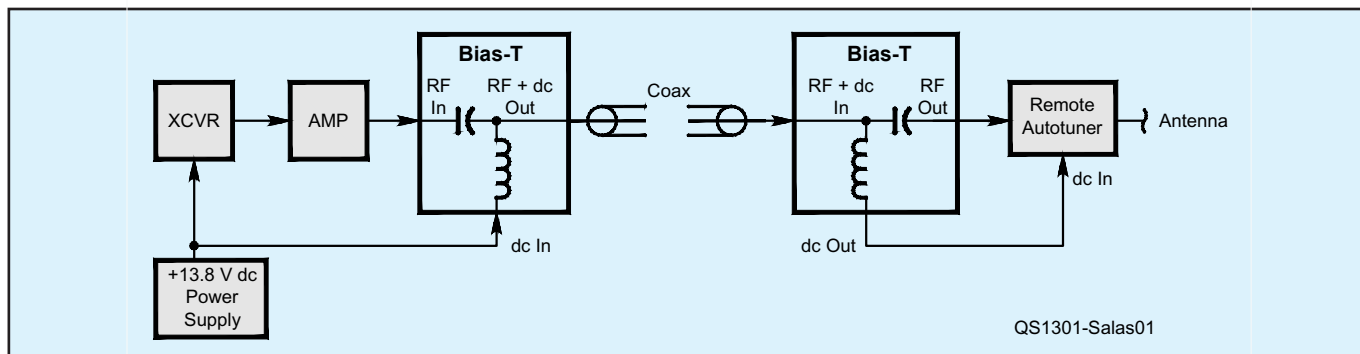 Bias-T
RF
In
RF + dc
Out
Coax
Bias-T
RF + dc
In
RF
Out
XCVR
AMP
Remote
Autotuner
Antenna
dc In
dc In
dc Out
+13.8 V dc
Power
Supply
QS1301-Salas01